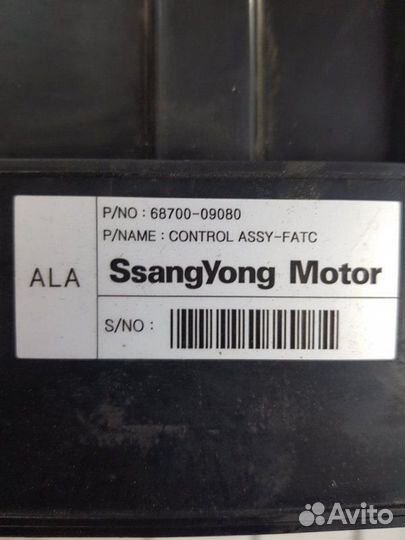 P/NO : 68700-09080
P/NAME : CONTROL ASSY-FATC
ALA
SsangYong Motor
S/NO :
Avito